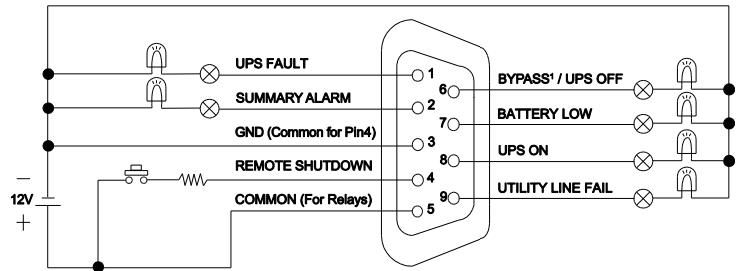 UPS FAULT
SUMMARY ALARM
GND (Common for Pin4)
REMOTE SHUTDOWN
COMMON (For Relays)
1
2
3
4
5
6
7
8
9
BYPASS¹ / UPS OFF
BATTERY LOW
UPS ON
UTILITY LINE FAIL
−
12V
+